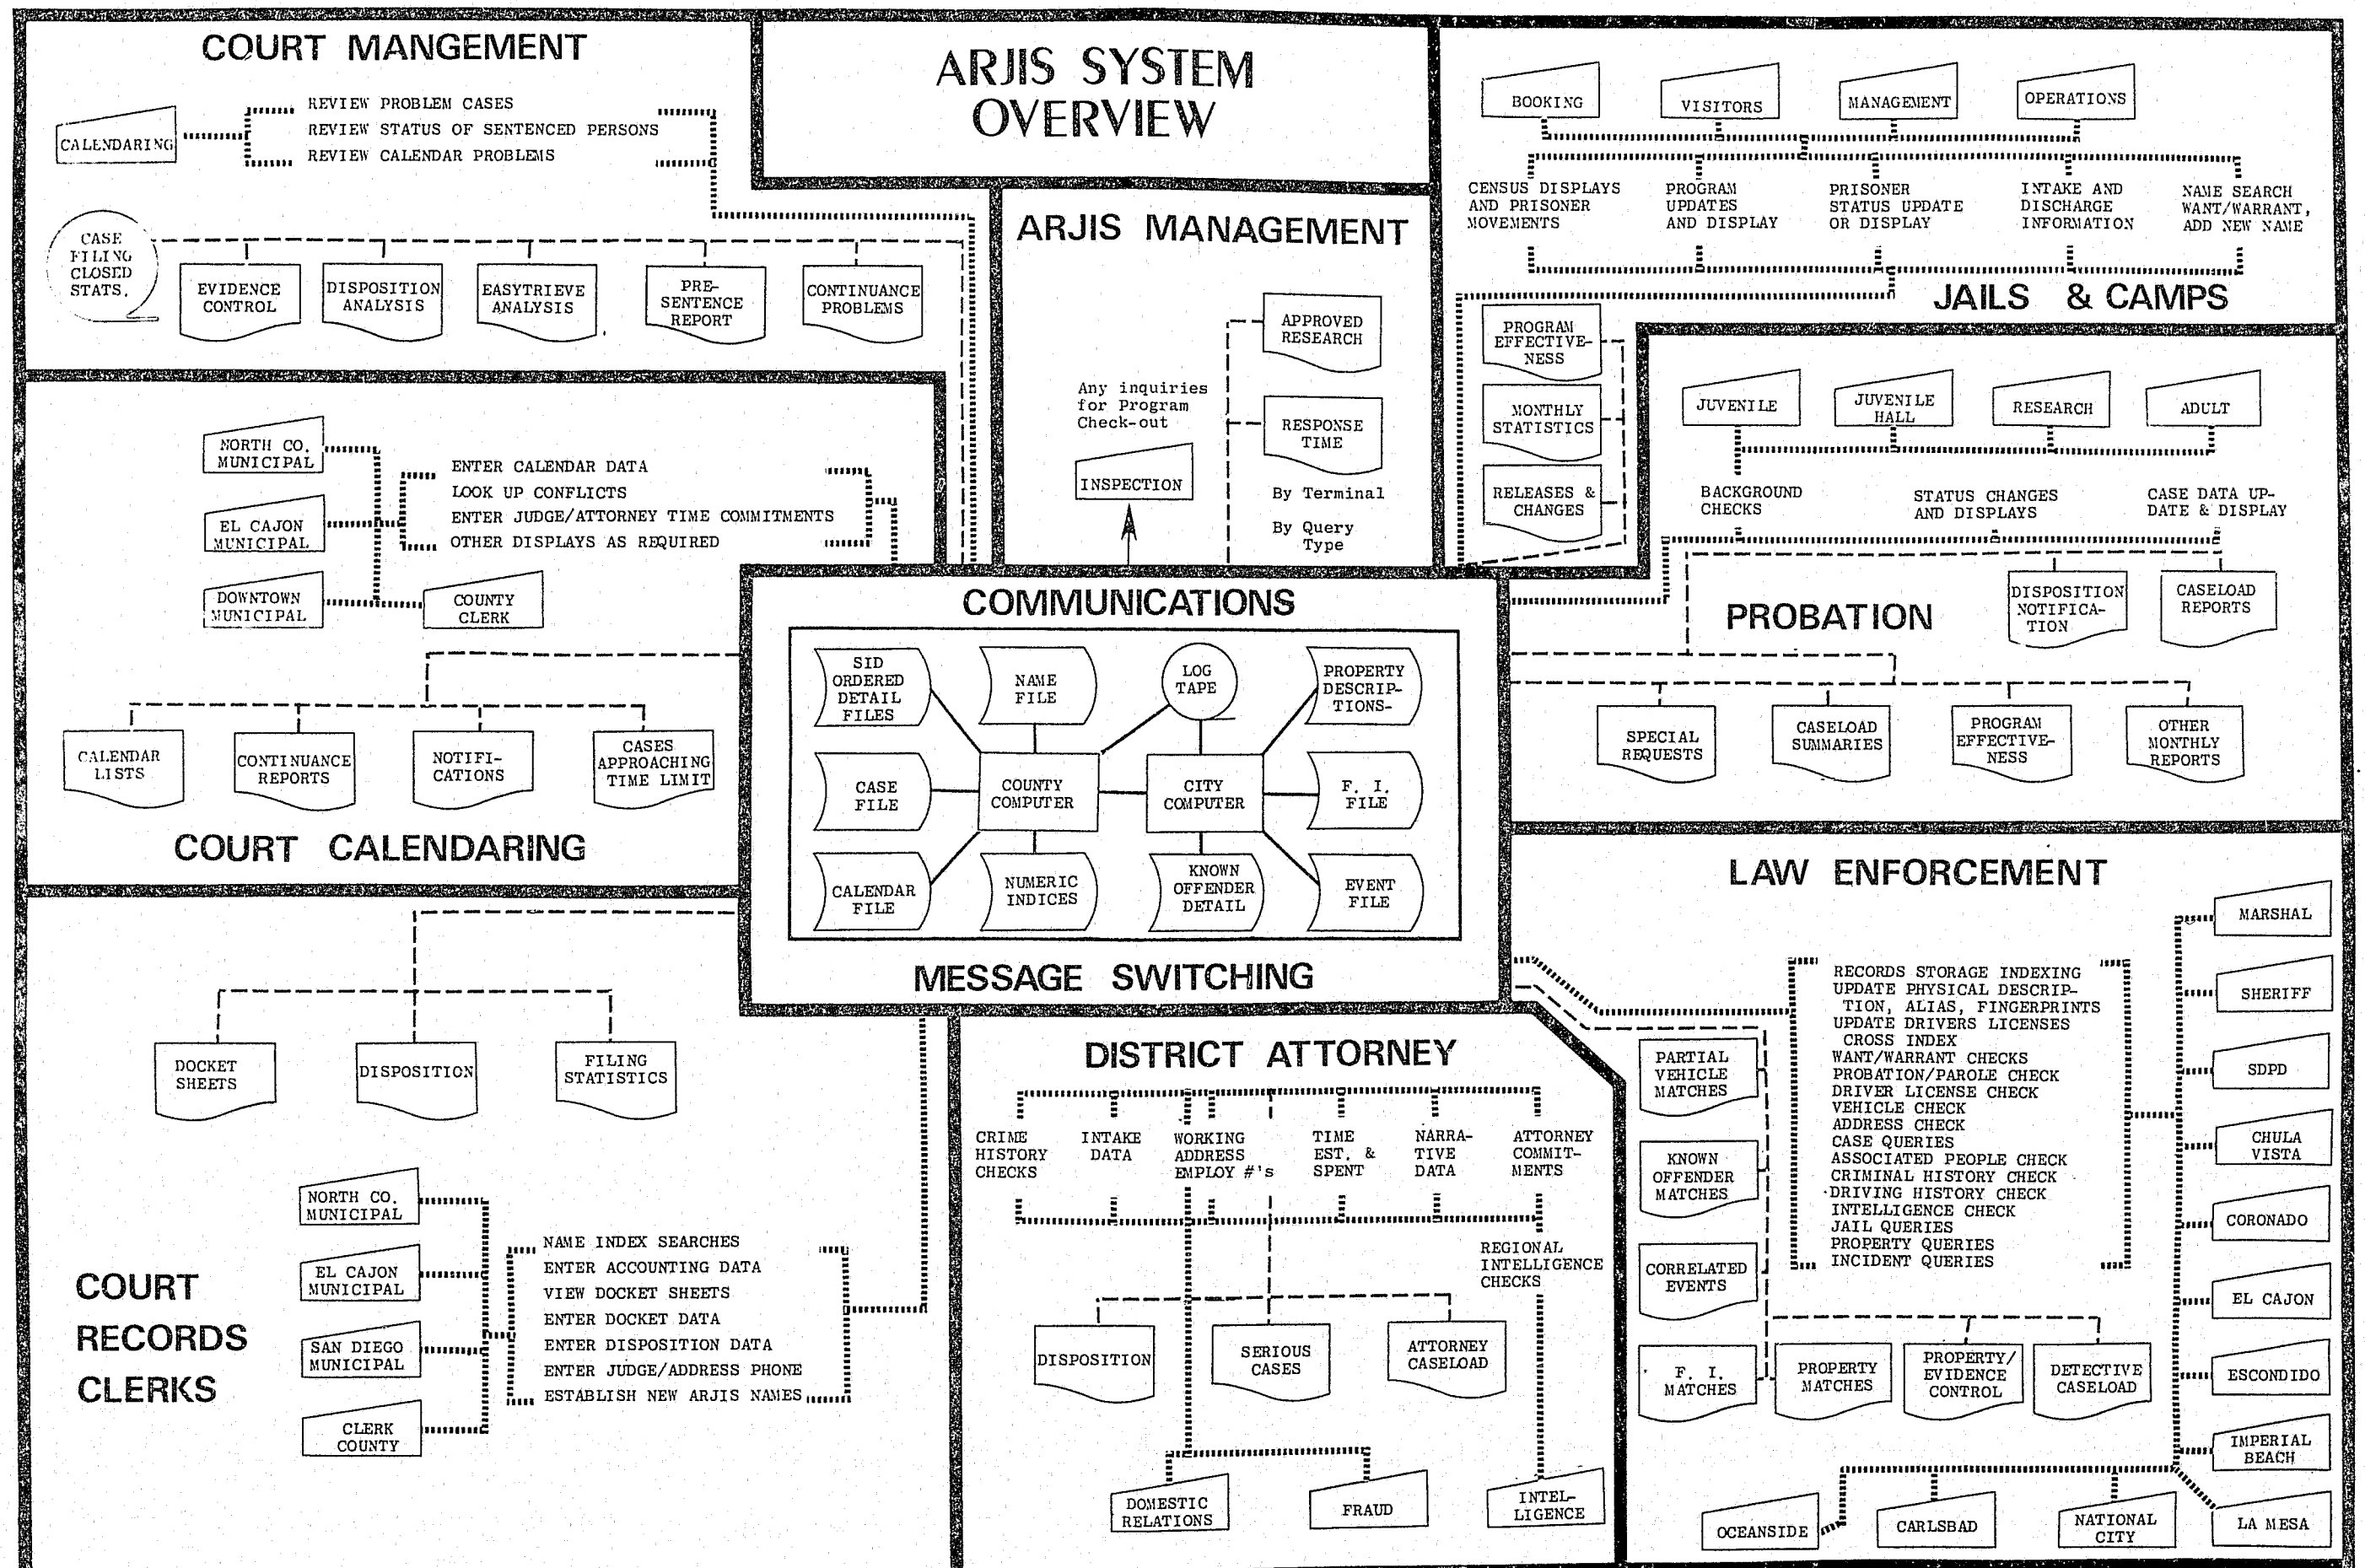 COURT MANGEMENT
CALENDARING
REVIEW PROBLEM CASES
REVIEW STATUS OF SENTENCED PERSONS
REVIEW CALENDAR PROBLEMS
CASE
FILING
CLOSED
STATS.
EVIDENCE
CONTROL
DISPOSITION
ANALYSIS
EASYTRIEVE
ANALYSIS
PRE-
SENTENCE
REPORT
CONTINUANCE
PROBLEMS
ARJIS SYSTEM
OVERVIEW
ARJIS MANAGEMENT
APPROVED
RESEARCH
Any inquiries
for Program
Check-out
RESPONSE
TIME
INSPECTION
By Terminal
By Query
Type
BOOKING
VISITORS
MANAGEMENT
OPERATIONS
CENSUS DISPLAYS
AND PRISONER
MOVEMENTS
PROGRAM
UPDATES
AND DISPLAY
PRISONER
STATUS UPDATE
OR DISPLAY
INTAKE AND
DISCHARGE
INFORMATION
NAME SEARCH
WANT/WARRANT,
ADD NEW NAME
JAILS & CAMPS
PROGRAM
EFFECTIVE-
NESS
MONTHLY
STATISTICS
RELEASES &
CHANGES
JUVENILE
JUVENILE
HALL
RESEARCH
ADULT
BACKGROUND
CHECKS
STATUS CHANGES
AND DISPLAYS
CASE DATA UP-
DATE & DISPLAY
PROBATION
DISPOSITION
NOTIFICA-
TION
CASELOAD
REPORTS
SPECIAL
REQUESTS
CASELOAD
SUMMARIES
PROGRAM
EFFECTIVE-
NESS
OTHER
MONTHLY
REPORTS
NORTH CO.
MUNICIPAL
EL CAJON
MUNICIPAL
DOWNTOWN
MUNICIPAL
COUNTY
CLERK
ENTER CALENDAR DATA
LOOK UP CONFLICTS
ENTER JUDGE/ATTORNEY TIME COMMITMENTS
OTHER DISPLAYS AS REQUIRED
CALENDAR
LISTS
CONTINUANCE
REPORTS
NOTIFI-
CATIONS
CASES
APPROACHING
TIME LIMIT
COURT CALENDARING
COMMUNICATIONS
SID
ORDERED
DETAIL
FILES
NAME
FILE
LOG
TAPE
PROPERTY
DESCRIP-
TIONS-
CASE
FILE
COUNTY
COMPUTER
CITY
COMPUTER
F. I.
FILE
CALENDAR
FILE
NUMERIC
INDICES
KNOWN
OFFENDER
DETAIL
EVENT
FILE
MESSAGE SWITCHING
DOCKET
SHEETS
DISPOSITION
FILING
STATISTICS
NORTH CO.
MUNICIPAL
EL CAJON
MUNICIPAL
SAN DIEGO
MUNICIPAL
CLERK
COUNTY
NAME INDEX SEARCHES
ENTER ACCOUNTING DATA
VIEW DOCKET SHEETS
ENTER DOCKET DATA
ENTER DISPOSITION DATA
ENTER JUDGE/ADDRESS PHONE
ESTABLISH NEW ARJIS NAMES
COURT
RECORDS
CLERKS
DISTRICT ATTORNEY
CRIME
HISTORY
CHECKS
INTAKE
DATA
WORKING
ADDRESS
EMPLOY #'s
TIME
EST. &
SPENT
NARRA-
TIVE
DATA
ATTORNEY
COMMIT-
MENTS
REGIONAL
INTELLIGENCE
CHECKS
DISPOSITION
SERIOUS
CASES
ATTORNEY
CASELOAD
DOMESTIC
RELATIONS
FRAUD
INTEL-
LIGENCE
LAW ENFORCEMENT
RECORDS STORAGE INDEXING
UPDATE PHYSICAL DESCRIP-
TION, ALIAS, FINGERPRINTS
UPDATE DRIVERS LICENSES
CROSS INDEX
WANT/WARRANT CHECKS
PROBATION/PAROLE CHECK
DRIVER LICENSE CHECK
VEHICLE CHECK
ADDRESS CHECK
CASE QUERIES
ASSOCIATED PEOPLE CHECK
CRIMINAL HISTORY CHECK
DRIVING HISTORY CHECK
INTELLIGENCE CHECK
JAIL QUERIES
PROPERTY QUERIES
INCIDENT QUERIES
PARTIAL
VEHICLE
MATCHES
KNOWN
OFFENDER
MATCHES
CORRELATED
EVENTS
F. I.
MATCHES
PROPERTY
MATCHES
PROPERTY/
EVIDENCE
CONTROL
DETECTIVE
CASELOAD
MARSHAL
SHERIFF
SDPD
CHULA
VISTA
CORONADO
EL CAJON
ESCONDIDO
IMPERIAL
BEACH
OCEANSIDE
CARLSBAD
NATIONAL
CITY
LA MESA